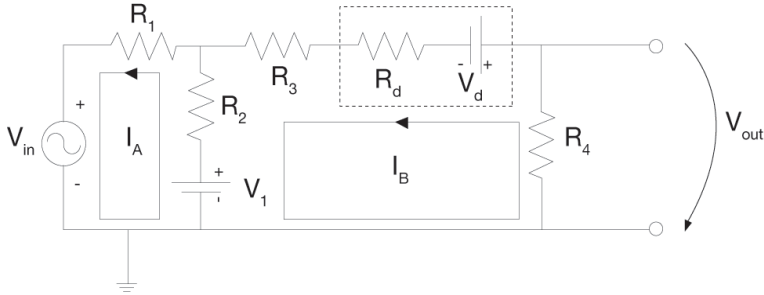 R1
R3
Rd
- +
Vd
R2
+
Vin
-
IA
+
V1
-
IB
R4
Vout